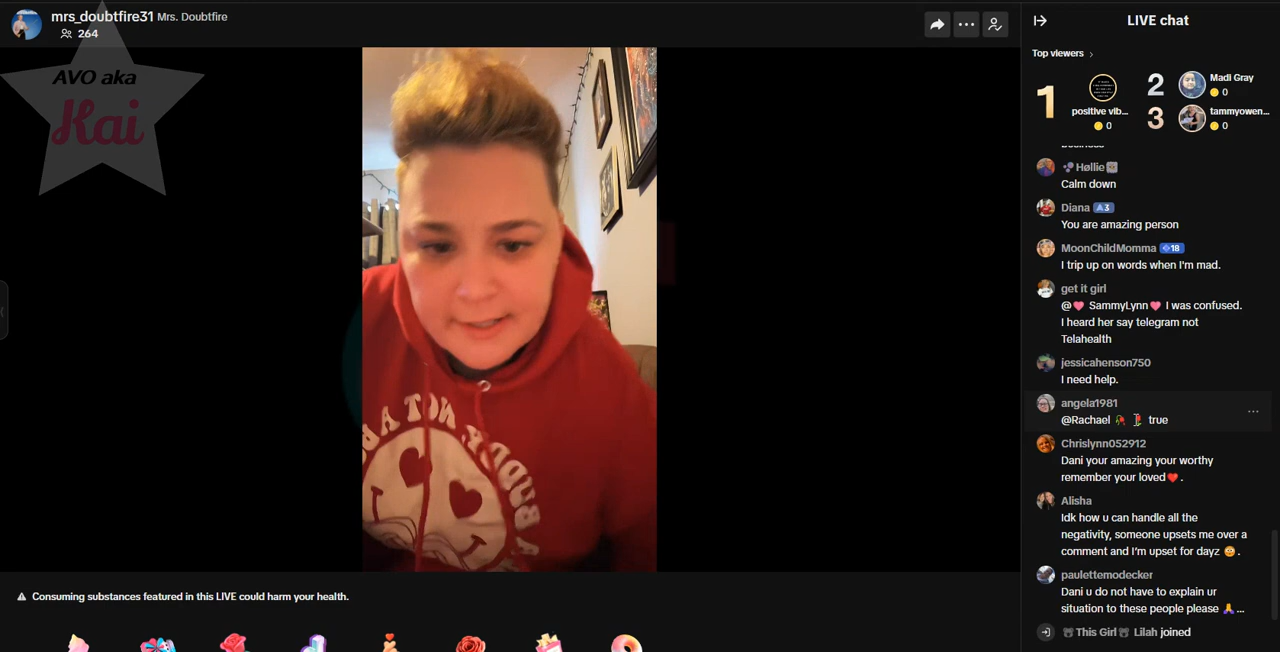 mrs_doubtfire31 Mrs. Doubtfire
264
AVO aka
Kai
LIVE chat
Top viewers
1
positive vib...
0
2
Madi Gray
0
3
tammyowen...
0
Høllie
Calm down
Diana 3
You are amazing person
MoonChildMomma 18
I trip up on words when I'm mad.
get it girl
@💗 SammyLynn💗 I was confused.
I heard her say telegram not
Telahealth
jessicahenson750
I need help.
angela1981
@Rachael 🥀 true
Chrislynn052912
Dani your amazing your worthy
remember your loved❤️ .
Alisha
Idk how u can handle all the
negativity, someone upsets me over a
comment and I'm upset for dayz 😳 .
paulettemodecker
Dani u do not have to explain ur
situation to these people please 🙏 ...
This Girl Lilah joined
NOT A
BUDDY A
Consuming substances featured in this LIVE could harm your health.